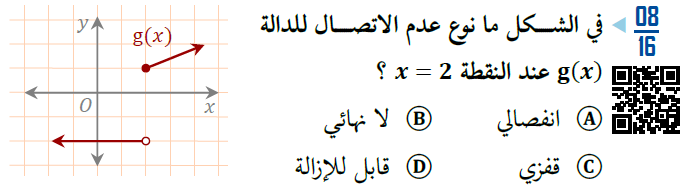 08
16
في الشكل ما نوع عدم الاتصال للدالة
g(x) عند النقطة x = 2 ؟
A انفصالي
B لا نهائي
C قفزي
D قابل للإزالة
y
g(x)
O
x